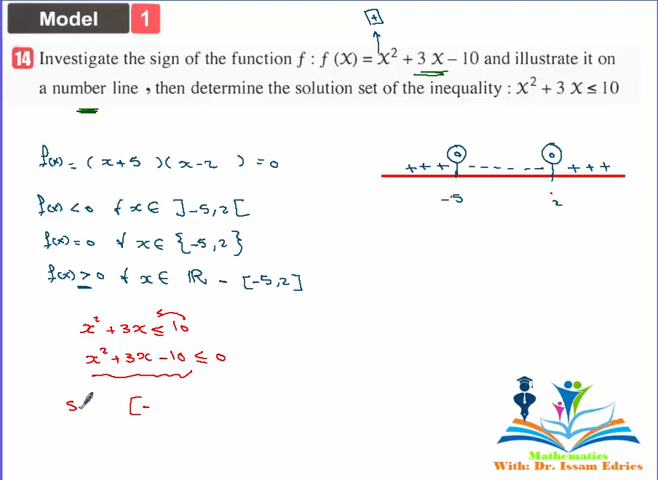 Model 1
+
14 Investigate the sign of the function f : f (X) = X² + 3 X – 10 and illustrate it on
a number line , then determine the solution set of the inequality : X² + 3 X ≤ 10
f(x) = (x+5)(x-2) = 0
+ + + 0 - - - - - - - 0 + + +
-5 2
f(x) < 0 if x ∈ ]-5,2[
f(x) = 0 if x ∈ {-5,2}
f(x) > 0 if x ∈ ℝ - [-5,2]
x² + 3x ≤ 10
x² + 3x - 10 ≤ 0
S [-
Mathematics
With: Dr. Issam Edries